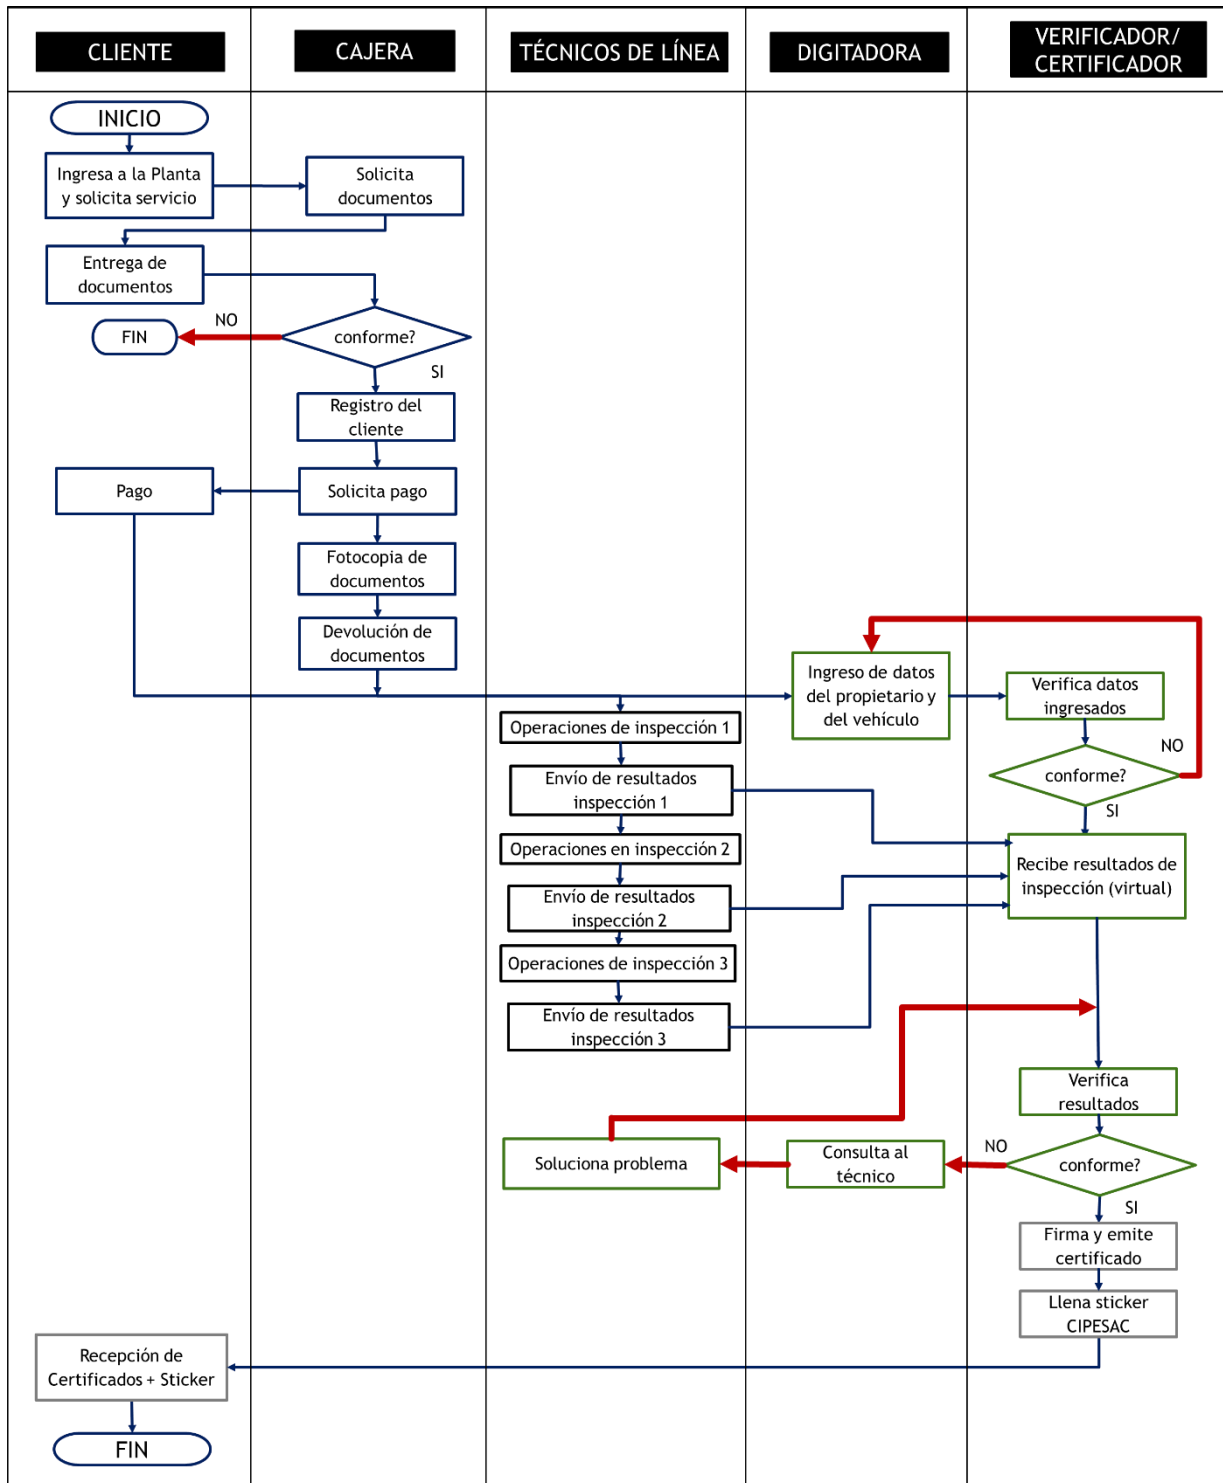 CLIENTE
CAJERA
TÉCNICOS DE LÍNEA
DIGITADORA
VERIFICADOR/
CERTIFICADOR
INICIO
Ingresa a la Planta
y solicita servicio
Solicita
documentos
Entrega de
documentos
conforme?
NO
FIN
SI
Registro del
cliente
Solicita pago
Pago
Fotocopia de
documentos
Devolución de
documentos
Ingreso de datos
del propietario y
del vehículo
Verifica datos
ingresados
conforme?
NO
SI
Operaciones de inspección 1
Envío de resultados
inspección 1
Operaciones en inspección 2
Envío de resultados
inspección 2
Operaciones de inspección 3
Envío de resultados
inspección 3
Recibe resultados de
inspección (virtual)
Verifica
resultados
conforme?
NO
Consulta al
técnico
Soluciona problema
SI
Firma y emite
certificado
Llena sticker
CIPESAC
Recepción de
Certificados + Sticker
FIN